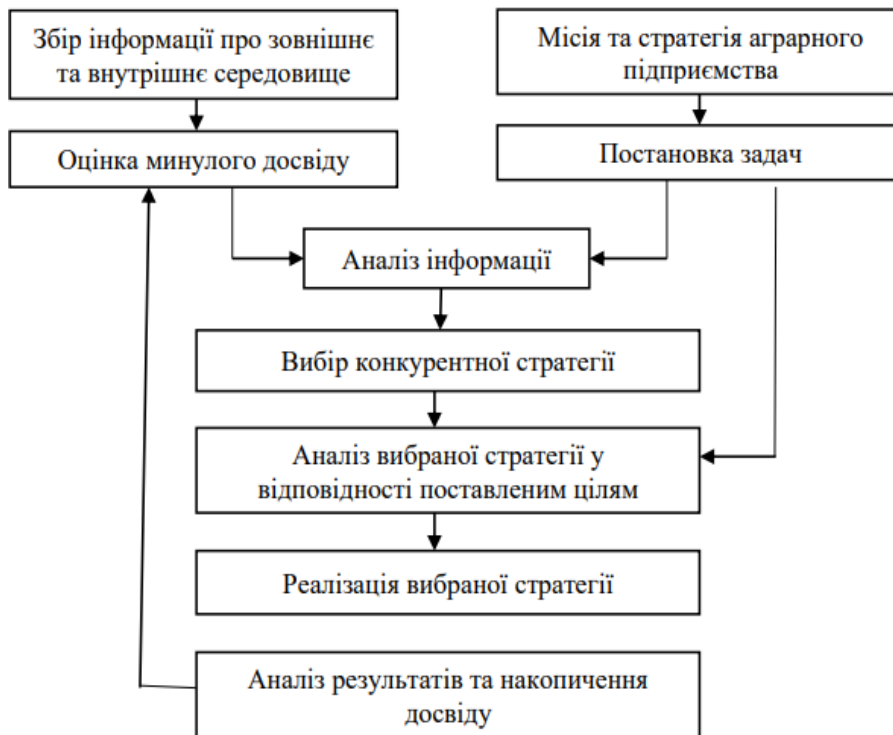 Збір інформації про зовнішнє
та внутрішнє середовище
Місія та стратегія аграрного
підприємства
Оцінка минулого досвіду
Постановка задач
Аналіз інформації
Вибір конкурентної стратегії
Аналіз вибраної стратегії у
відповідності поставленим цілям
Реалізація вибраної стратегії
Аналіз результатів та накопичення
досвіду